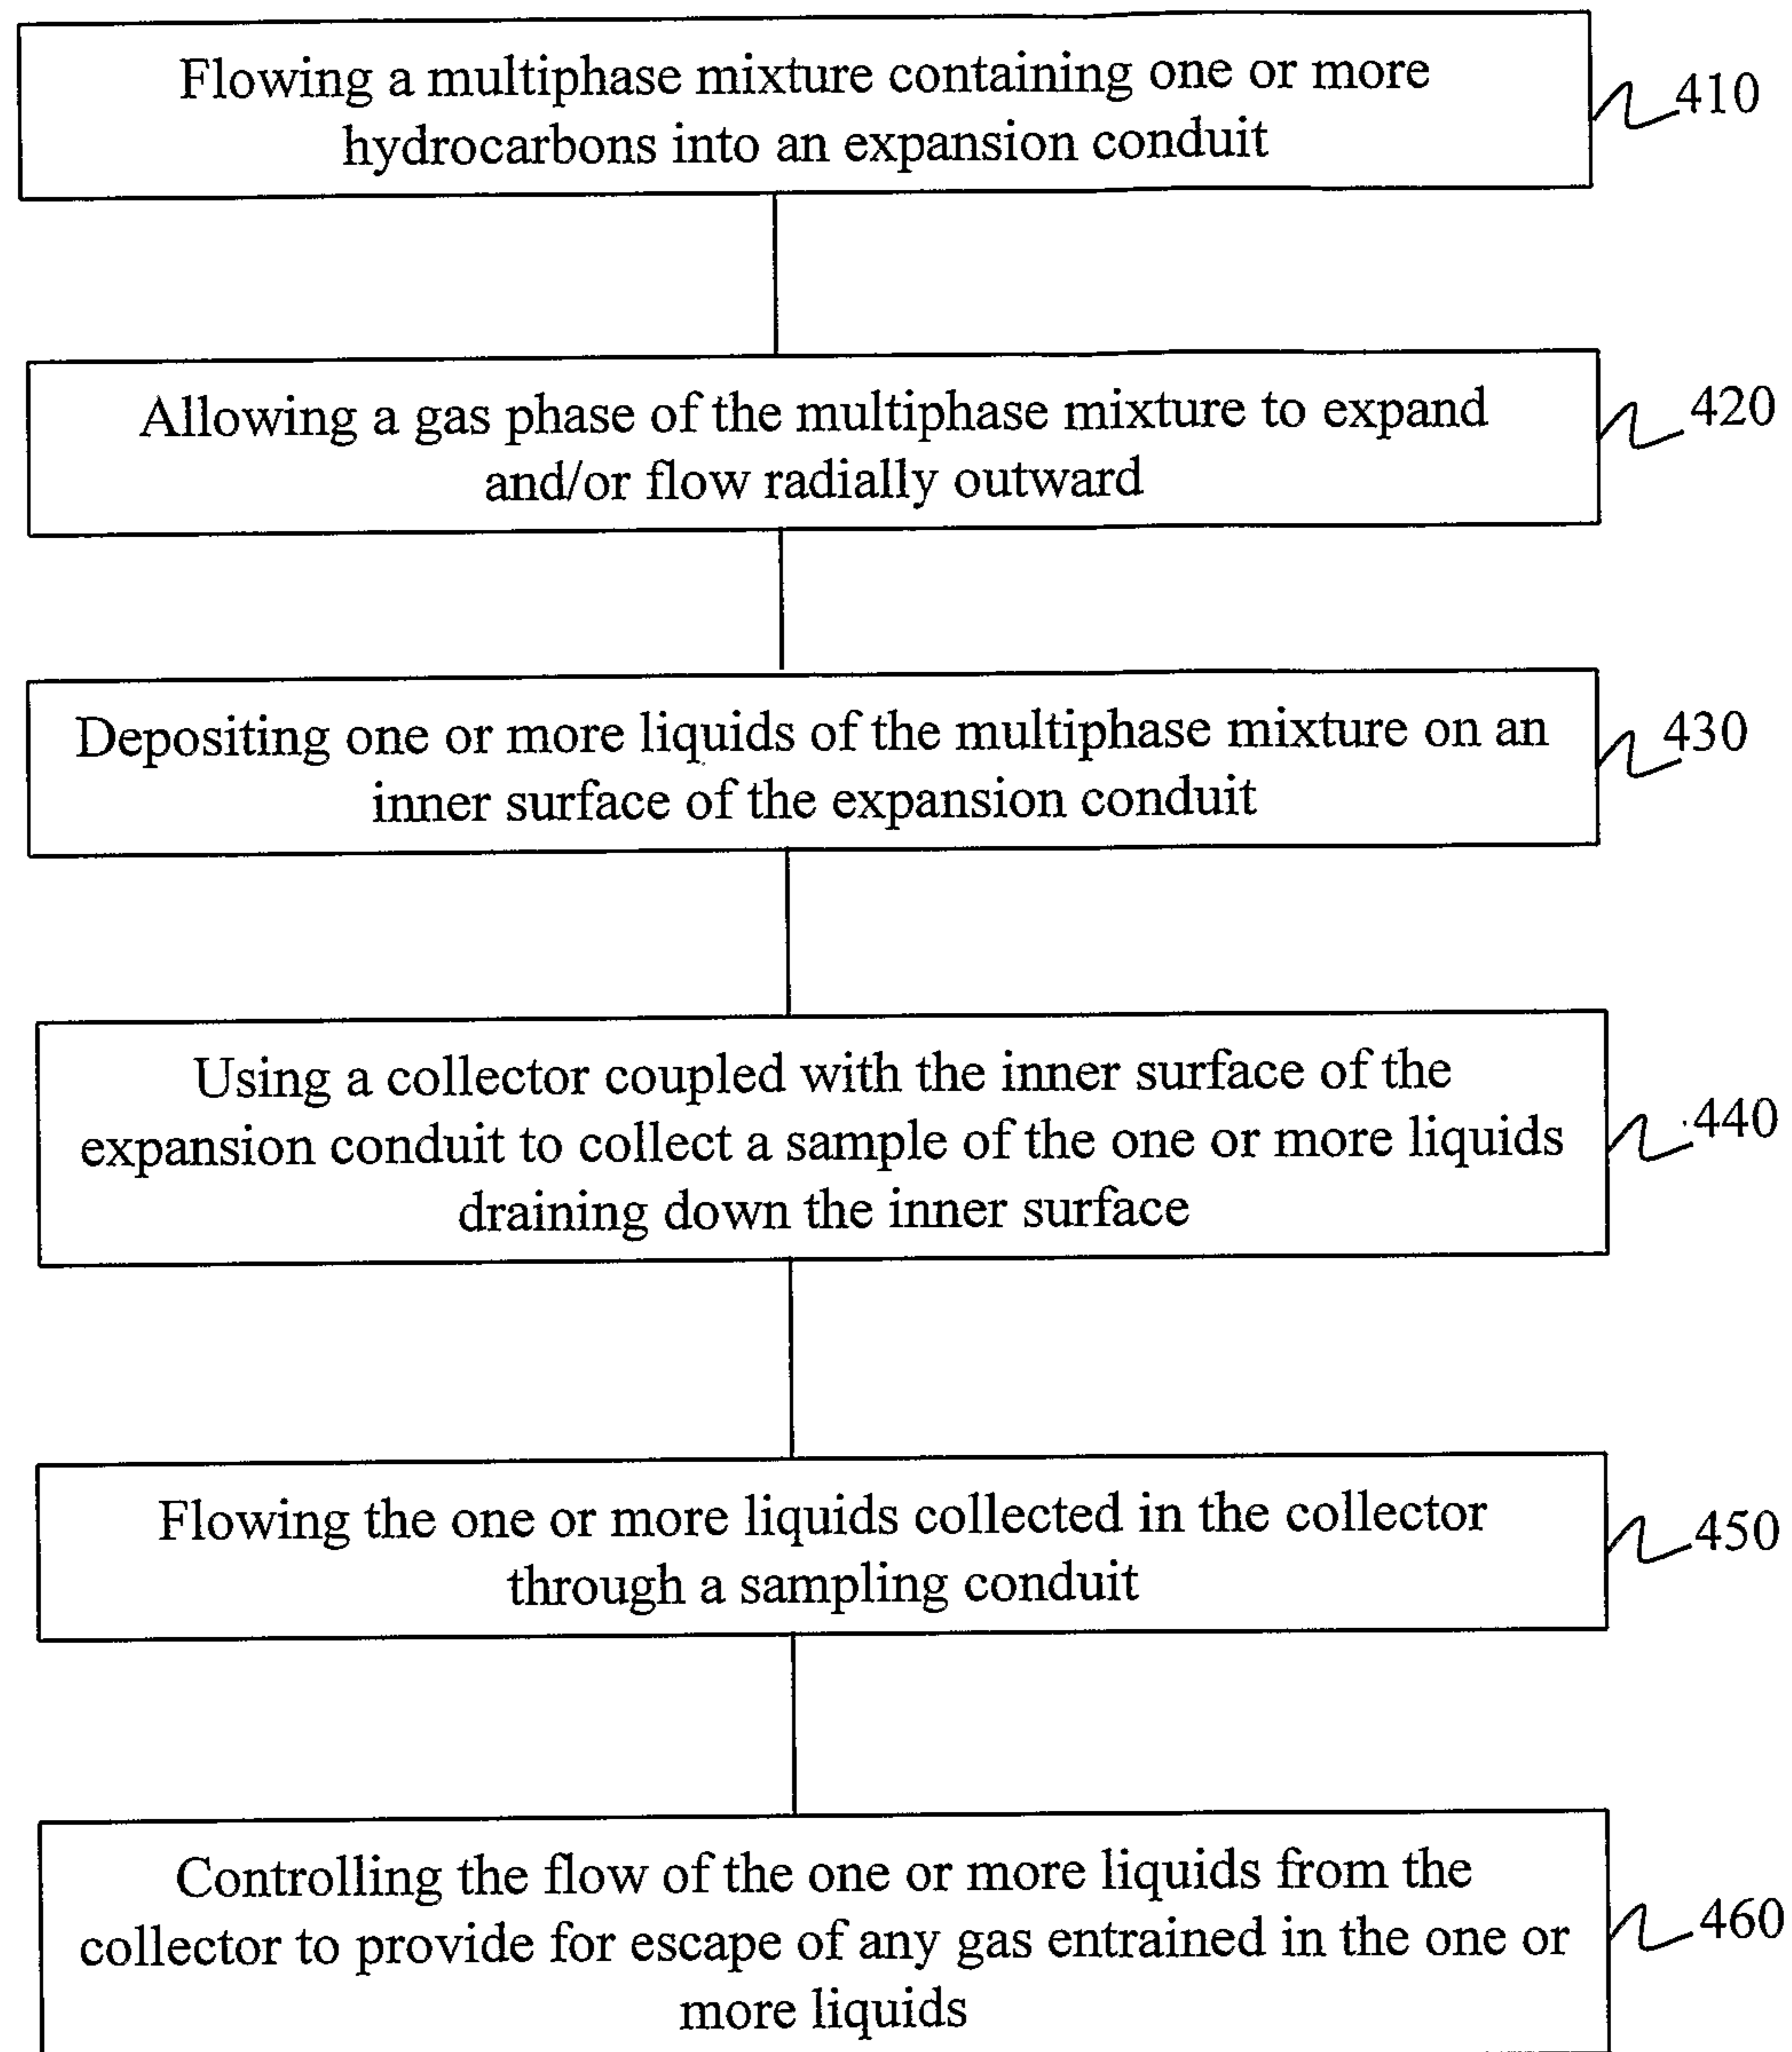 Flowing a multiphase mixture containing one or more
hydrocarbons into an expansion conduit
410
Allowing a gas phase of the multiphase mixture to expand
and/or flow radially outward
420
Depositing one or more liquids of the multiphase mixture on an
inner surface of the expansion conduit
430
Using a collector coupled with the inner surface of the
expansion conduit to collect a sample of the one or more liquids
draining down the inner surface
440
Flowing the one or more liquids collected in the collector
through a sampling conduit
450
Controlling the flow of the one or more liquids from the
collector to provide for escape of any gas entrained in the one or
more liquids
460